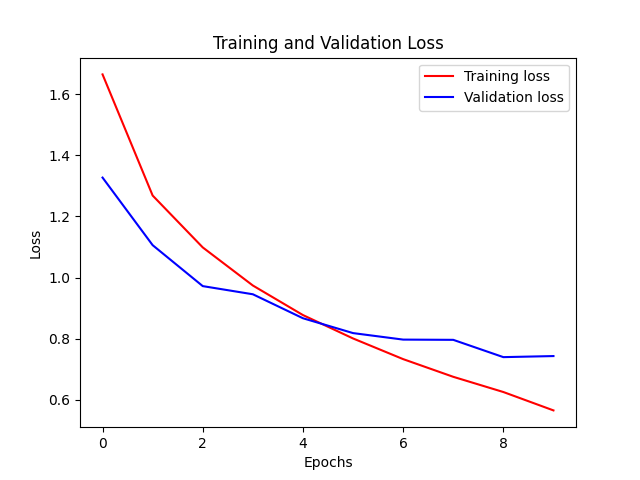 Training and Validation Loss
Training loss
Validation loss
1.6
1.4
1.2
1.0
0.8
0.6
Loss
0
2
4
6
8
Epochs